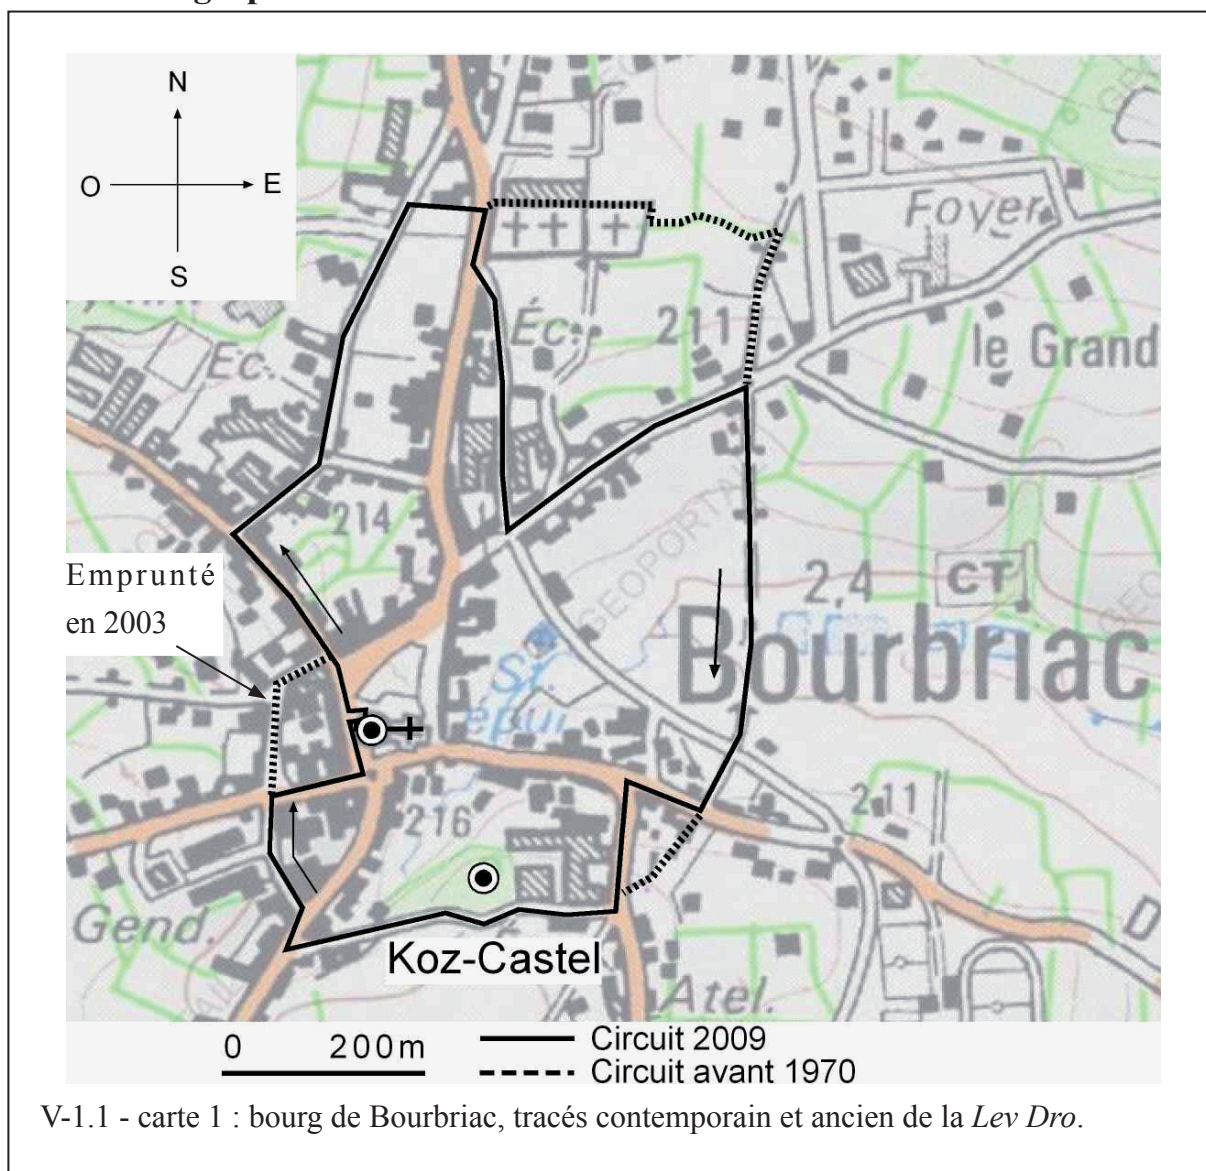 N
O
E
S
Foyer
Éc.
211
le Grand
Ec.
214
Emprunté
en 2003
2,4
CT
Bourbriac
St.
épur
216
211
Gend.
Koz-Castel
Atel.
0 200m
Circuit 2009
Circuit avant 1970
V-1.1 - carte 1 : bourg de Bourbriac, tracés contemporain et ancien de la Lev Dro.